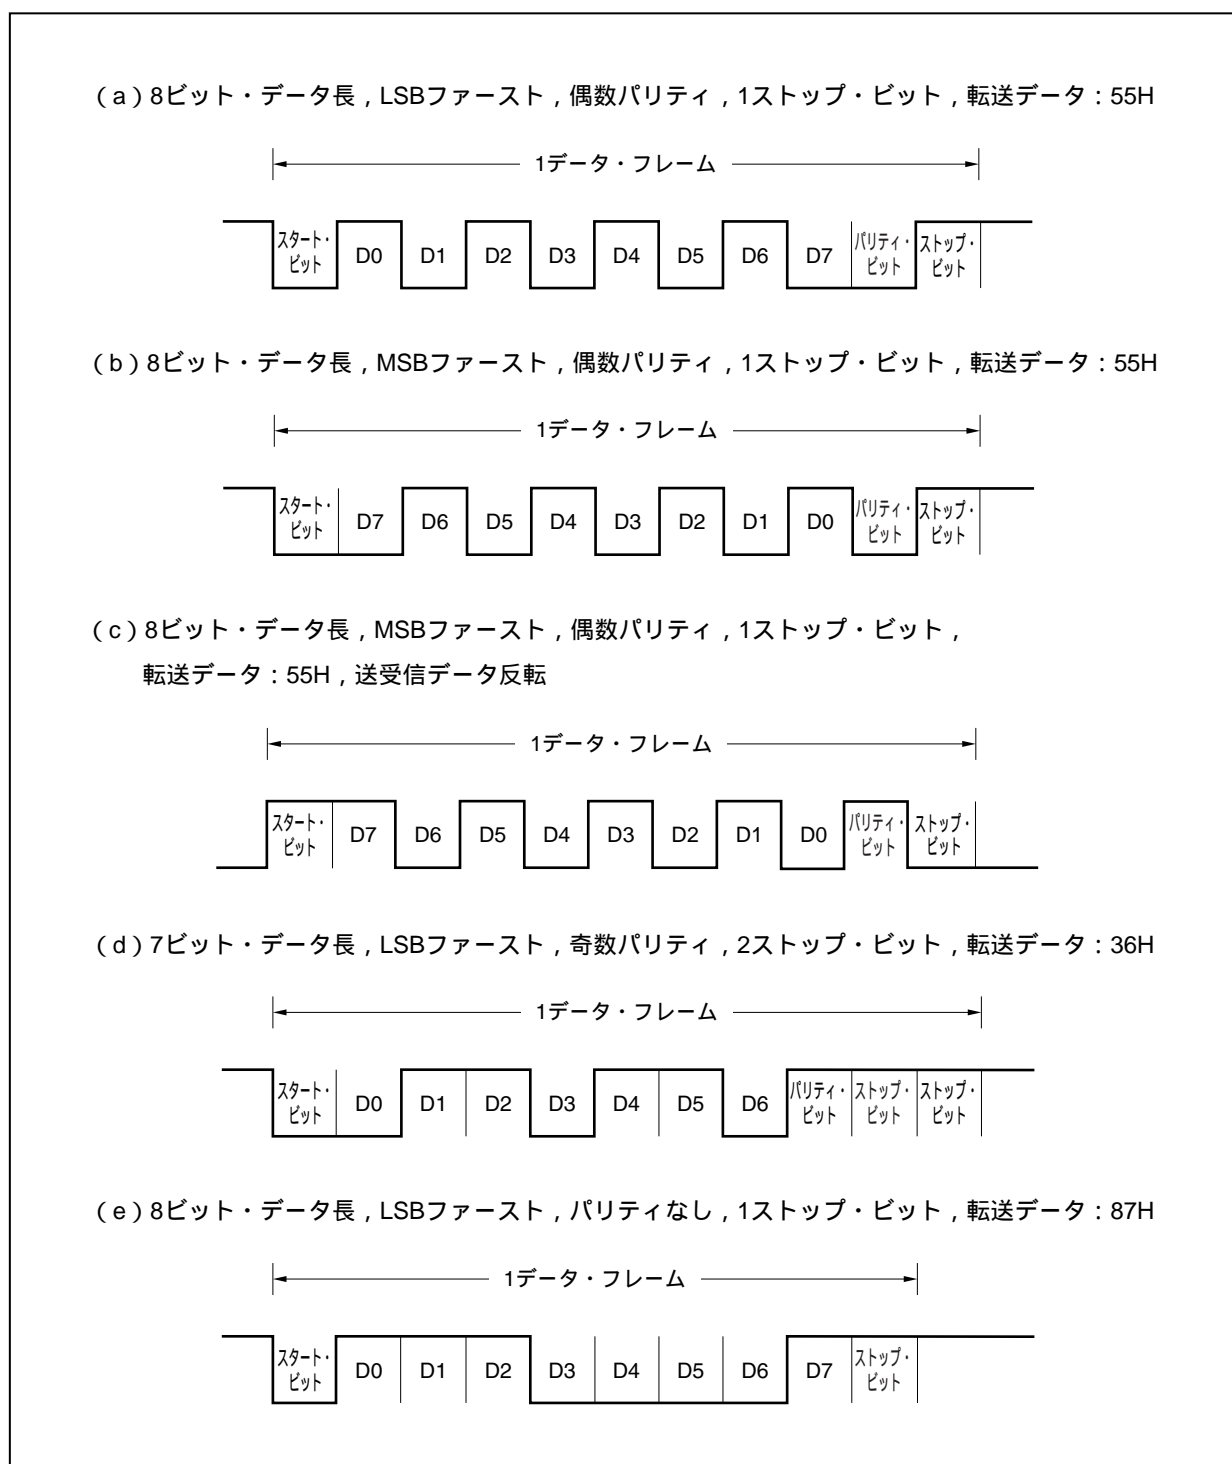 (a)8ビット・データ長,LSBファースト,偶数パリティ,1ストップ・ビット,転送データ:55H
1データ・フレーム
スタート・ビット D0 D1 D2 D3 D4 D5 D6 D7 パリティ・ビット ストップ・ビット
(b)8ビット・データ長,MSBファースト,偶数パリティ,1ストップ・ビット,転送データ:55H
1データ・フレーム
スタート・ビット D7 D6 D5 D4 D3 D2 D1 D0 パリティ・ビット ストップ・ビット
(c)8ビット・データ長,MSBファースト,偶数パリティ,1ストップ・ビット,
転送データ:55H,送受信データ反転
1データ・フレーム
スタート・ビット D7 D6 D5 D4 D3 D2 D1 D0 パリティ・ビット ストップ・ビット
(d)7ビット・データ長,LSBファースト,奇数パリティ,2ストップ・ビット,転送データ:36H
1データ・フレーム
スタート・ビット D0 D1 D2 D3 D4 D5 D6 パリティ・ビット ストップ・ビット ストップ・ビット
(e)8ビット・データ長,LSBファースト,パリティなし,1ストップ・ビット,転送データ:87H
1データ・フレーム
スタート・ビット D0 D1 D2 D3 D4 D5 D6 D7 ストップ・ビット